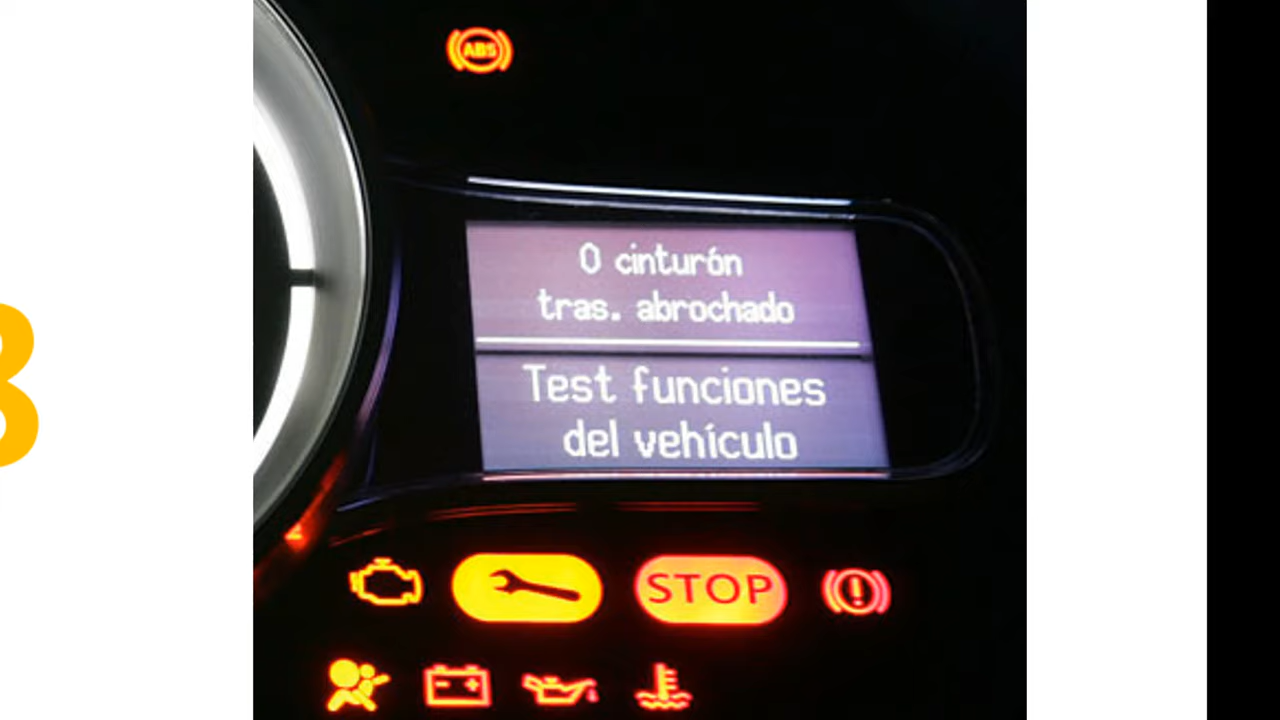 ABS
0 cinturón
tras. abrochado
Test funciones
del vehículo
STOP